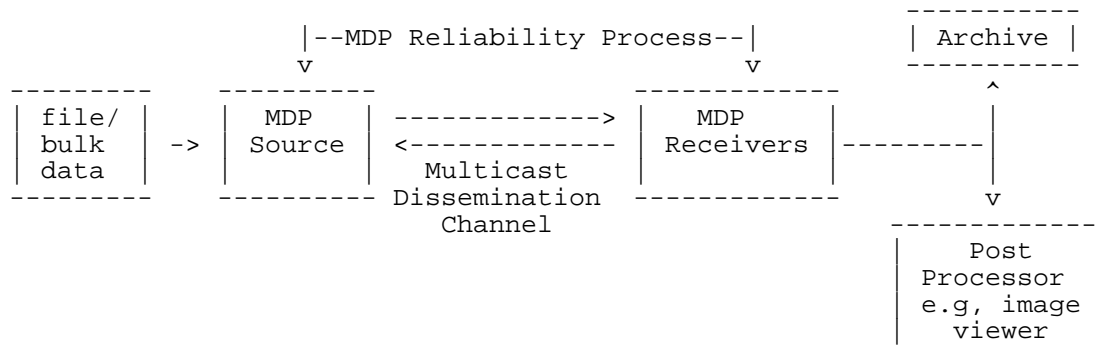 -----------
                  |--MDP Reliability Process--|         | Archive |
                  v                           v         -----------
---------    ----------                 -------------        ^
| file/ |    |  MDP   | ------------->  |   MDP     |        |
| bulk  | -> | Source | <-------------  | Receivers |---------|
| data  |    |        |   Multicast     |           |        |
---------    ---------- Dissemination   -------------        v
                           Channel                     -------------
                                                       |   Post
                                                       | Processor
                                                       | e.g, image
                                                       |   viewer